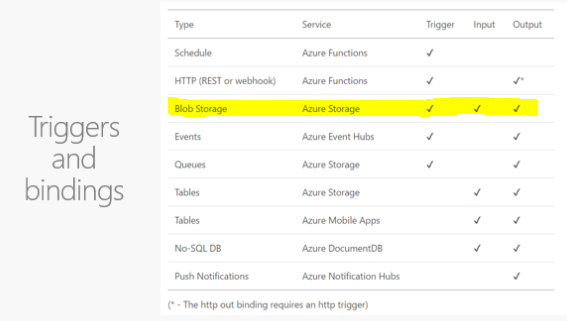 Triggers
and
bindings
Type Service Trigger Input Output
Schedule Azure Functions ✓
HTTP (REST or webhook) Azure Functions ✓ ✓*
Blob Storage Azure Storage ✓ ✓ ✓
Events Azure Event Hubs ✓ ✓
Queues Azure Storage ✓ ✓
Tables Azure Storage ✓ ✓
Tables Azure Mobile Apps ✓ ✓
No-SQL DB Azure DocumentDB ✓ ✓
Push Notifications Azure Notification Hubs ✓
(* - The http out binding requires an http trigger)